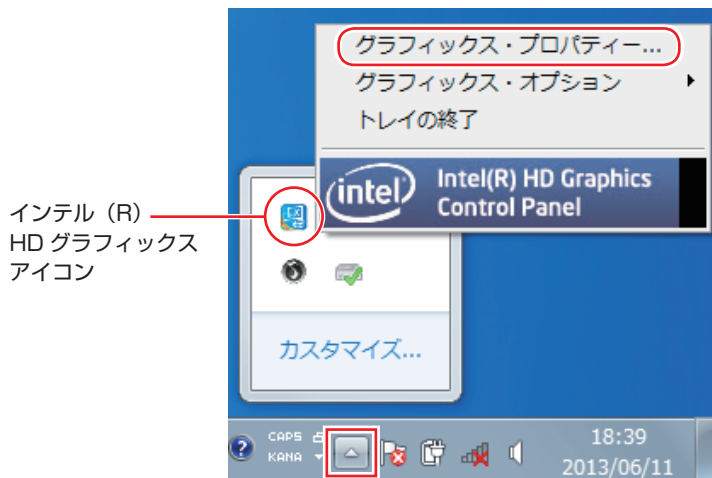 グラフィックス・プロパティー...
グラフィックス・オプション
トレイの終了
intel
Intel(R) HD Graphics
Control Panel
インテル（R）
HD グラフィックス
アイコン
カスタマイズ...
CAPS
KANA
18:39
2013/06/11